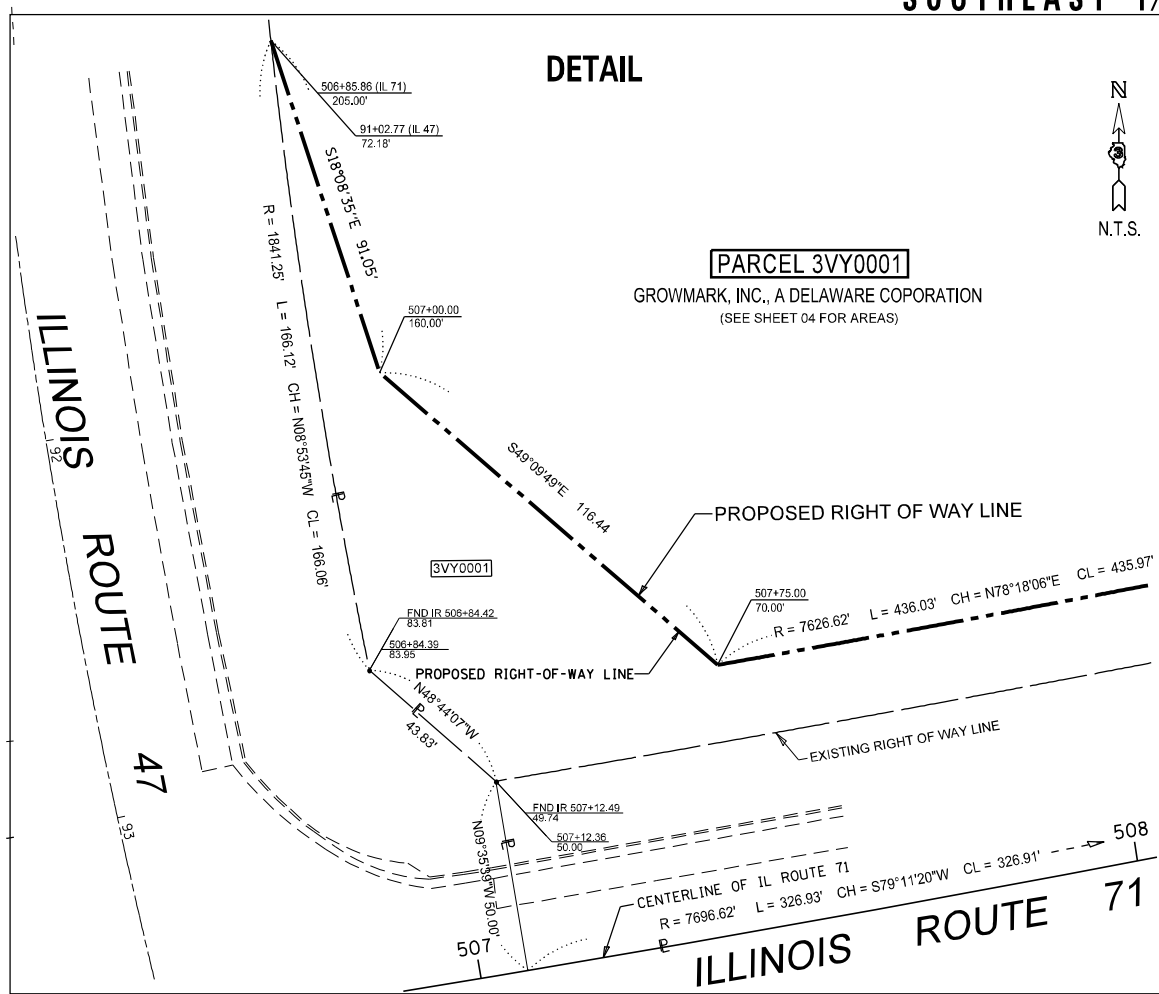 DETAIL
506+85.86 (IL 71)
205.00'
91+02.77 (IL 47)
72.18'
N
3
N.T.S.
S18°08'35"E 91.05'
R = 1841.25' L = 166.12' CH = N08°53'45"W CL = 166.06'
PARCEL 3VY0001
GROWMARK, INC., A DELAWARE COPORATION
(SEE SHEET 04 FOR AREAS)
507+00.00
160.00'
ILLINOIS ROUTE 47
92
93
S49°09'49"E 116.44
PROPOSED RIGHT OF WAY LINE
3VY0001
507+75.00
70.00'
R = 7626.62' L = 436.03' CH = N78°18'06"E CL = 435.97'
FND IR 506+84.42
83.81
506+84.39
83.95
PROPOSED RIGHT-OF-WAY LINE
N48°44'07"W
43.83'
EXISTING RIGHT OF WAY LINE
FND IR 507+12.49
49.74
507+12.36
50.00'
N09°35'39"W 50.00'
CENTERLINE OF IL ROUTE 71
R = 7696.62' L = 326.93' CH = S79°11'20"W CL = 326.91'
507
508
ILLINOIS ROUTE 71